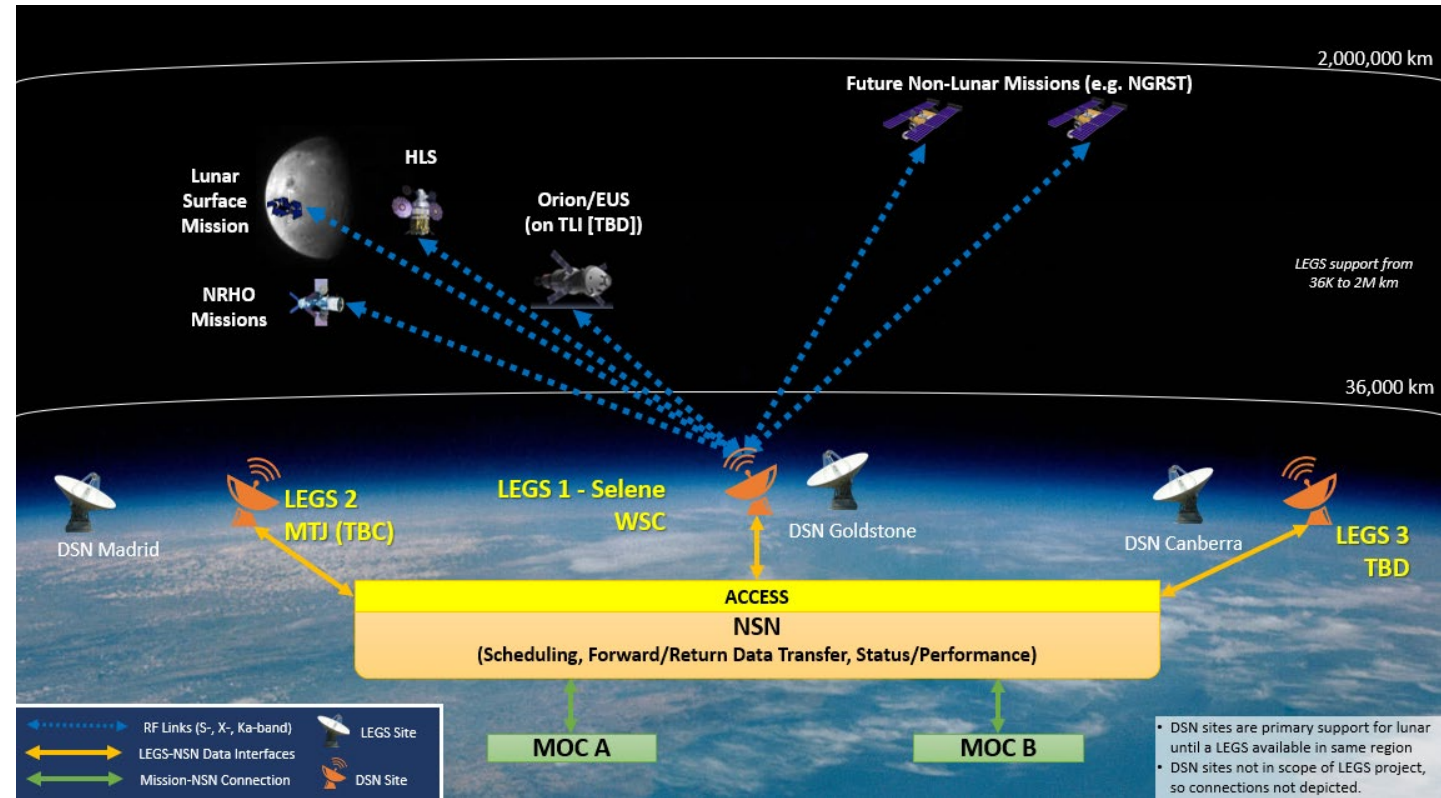 2,000,000 km
Future Non-Lunar Missions (e.g. NGRST)
HLS
Lunar
Surface
Mission
Orion/EUS
(on TLI [TBD])
LEGS support from
36K to 2M km
NRHO
Missions
36,000 km
LEGS 2
MTJ (TBC)
LEGS 1 - Selene
WSC
DSN Madrid
DSN Goldstone
DSN Canberra
LEGS 3
TBD
ACCESS
NSN
(Scheduling, Forward/Return Data Transfer, Status/Performance)
RF Links (S-, X-, Ka-band)
LEGS Site
LEGS-NSN Data Interfaces
Mission-NSN Connection
DSN Site
MOC A
MOC B
• DSN sites are primary support for lunar
until a LEGS available in same region
• DSN sites not in scope of LEGS project,
so connections not depicted.